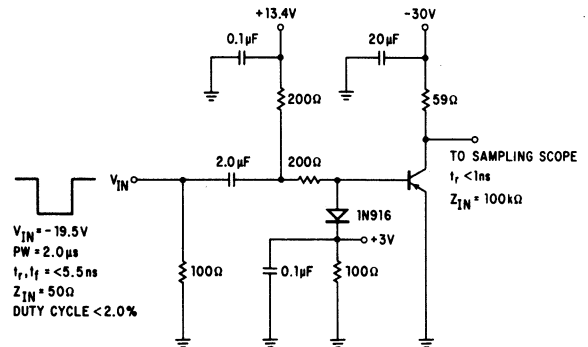 +13.4V
-30V
0.1μF
20μF
200Ω
59Ω
TO SAMPLING SCOPE
tr <1ns
ZIN = 100kΩ
VIN
2.0μF
200Ω
1N916
+3V
0.1μF
100Ω
100Ω
VIN = -19.5V
PW = 2.0μs
tr, tf = <5.5ns
ZIN = 50Ω
DUTY CYCLE <2.0%